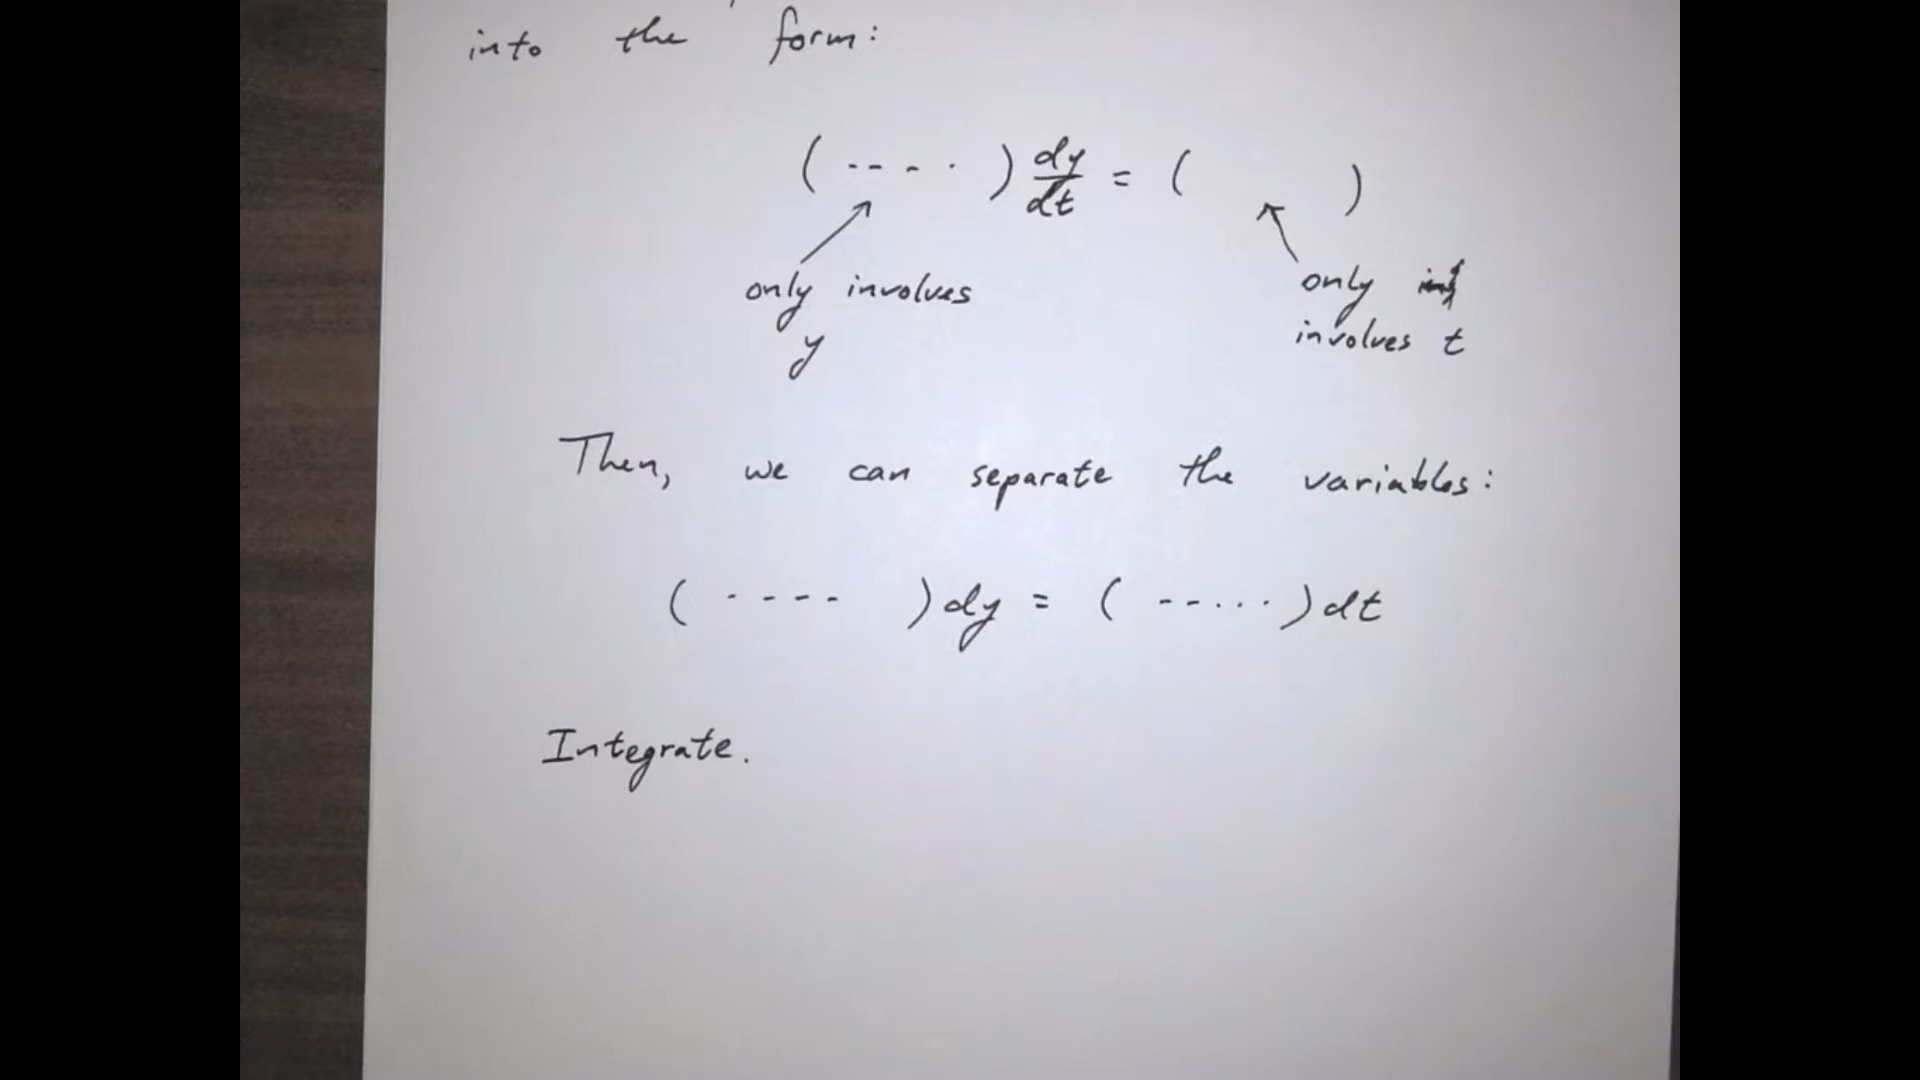 into the form:
( ---- · ) dy/dt = ( )
only involves y
only
involves t
Then, we can separate the variables:
( ---- ) dy = ( --··· ) dt
Integrate.